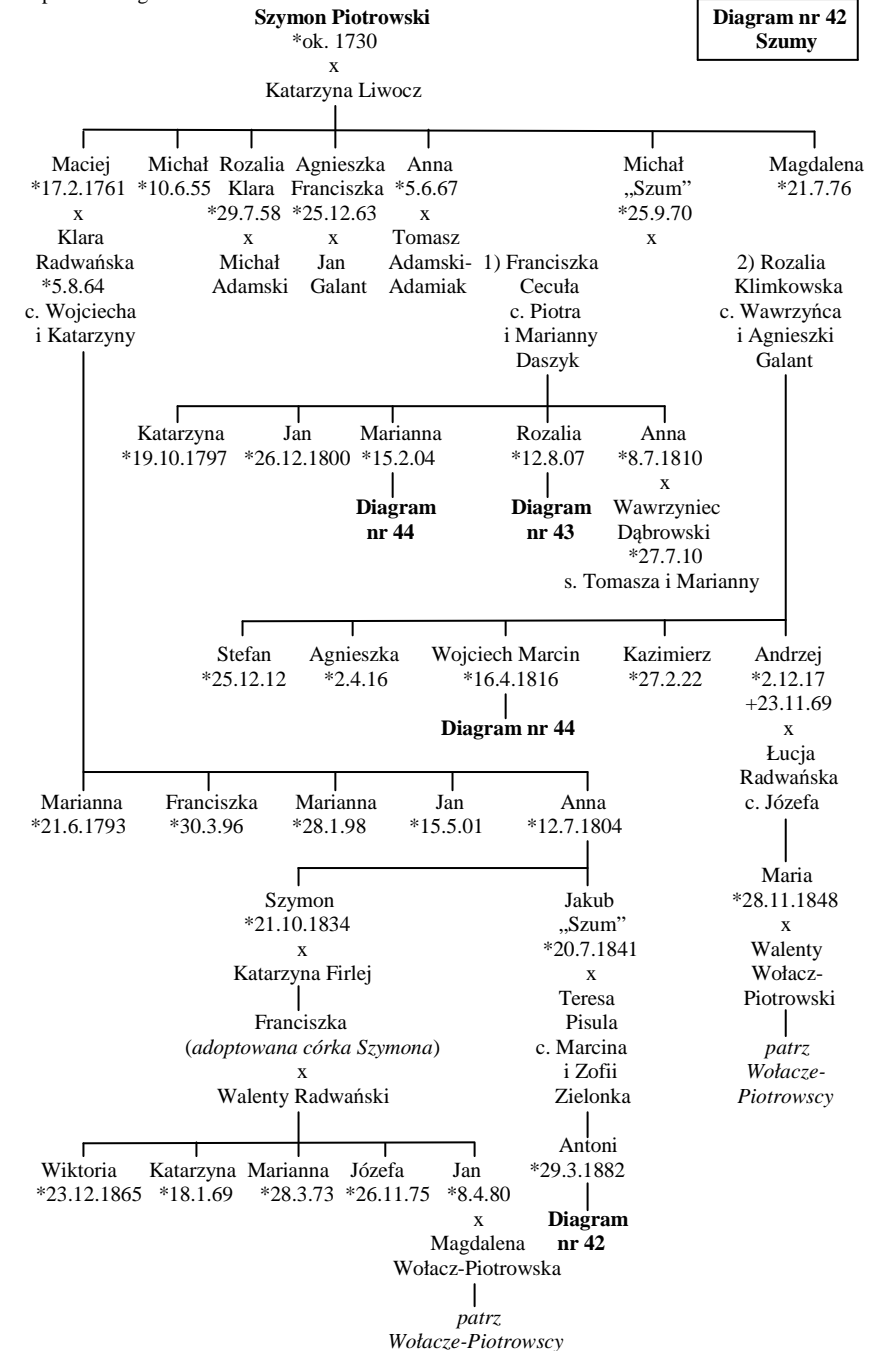 Szymon Piotrowski
*ok. 1730
x
Katarzyna Liwocz
Diagram nr 42
Szumy
Maciej
*17.2.1761
x
Klara
Radwańska
*5.8.64
c. Wojciecha
i Katarzyny
Michał
*10.6.55
Rozalia
Klara
*29.7.58
x
Michał
Adamski
Agnieszka
Franciszka
*25.12.63
x
Jan
Galant
Anna
*5.6.67
x
Tomasz
Adamski-
Adamiak
Michał
„Szum”
*25.9.70
x
1) Franciszka
Cecuła
c. Piotra
i Marianny
Daszyk
2) Rozalia
Klimkowska
c. Wawrzyńca
i Agnieszki
Galant
Magdalena
*21.7.76
Katarzyna
*19.10.1797
Jan
*26.12.1800
Marianna
*15.2.04
Diagram
nr 44
Rozalia
*12.8.07
Diagram
nr 43
Anna
*8.7.1810
x
Wawrzyniec
Dąbrowski
*27.7.10
s. Tomasza i Marianny
Stefan
*25.12.12
Agnieszka
*2.4.16
Wojciech Marcin
*16.4.1816
Diagram nr 44
Kazimierz
*27.2.22
Andrzej
*2.12.17
+23.11.69
x
Łucja
Radwańska
c. Józefa
Maria
*28.11.1848
x
Walenty
Wołacz-
Piotrowski
patrz
Wołacze-
Piotrowscy
Marianna
*21.6.1793
Franciszka
*30.3.96
Marianna
*28.1.98
Jan
*15.5.01
Anna
*12.7.1804
Szymon
*21.10.1834
x
Katarzyna Firlej
Franciszka
(adoptowana córka Szymona)
x
Walenty Radwański
Jakub
„Szum”
*20.7.1841
x
Teresa
Pisula
c. Marcina
i Zofii
Zielonka
Antoni
*29.3.1882
Diagram
nr 42
Wiktoria
*23.12.1865
Katarzyna
*18.1.69
Marianna
*28.3.73
Józefa
*26.11.75
Jan
*8.4.80
x
Magdalena
Wołacz-Piotrowska
patrz
Wołacze-Piotrowscy